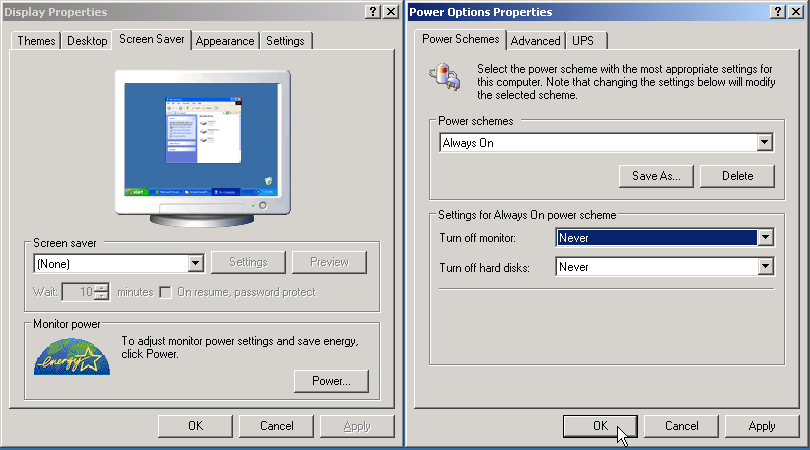 Display Properties
Themes
Desktop
Screen Saver
Appearance
Settings
Screen saver
(None)
Settings
Preview
Wait:
10
minutes
On resume, password protect
Monitor power
energy
To adjust monitor power settings and save energy,
click Power.
Power...
OK
Cancel
Apply
Power Options Properties
Power Schemes
Advanced
UPS
Select the power scheme with the most appropriate settings for
this computer. Note that changing the settings below will modify
the selected scheme.
Power schemes
Always On
Save As...
Delete
Settings for Always On power scheme
Turn off monitor:
Never
Turn off hard disks:
Never
OK
Cancel
Apply